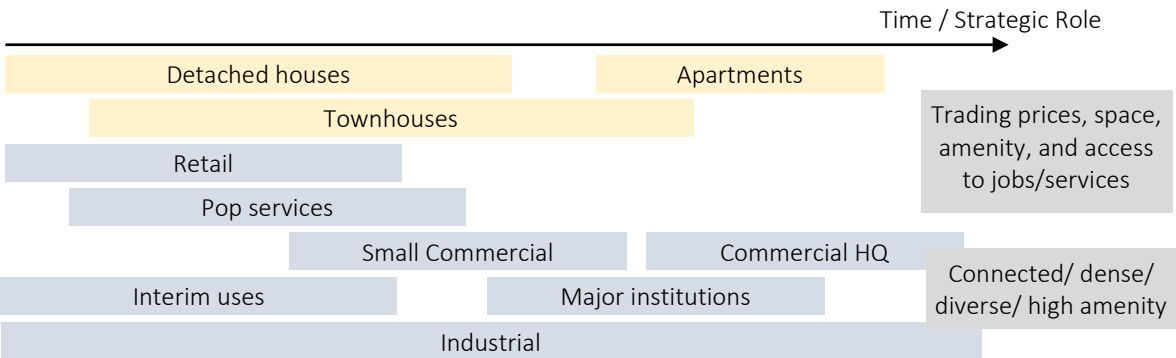 Time / Strategic Role
Detached houses
Apartments
Townhouses
Trading prices, space,
amenity, and access
to jobs/services
Retail
Pop services
Small Commercial
Commercial HQ
Connected/ dense/
diverse/ high amenity
Interim uses
Major institutions
Industrial